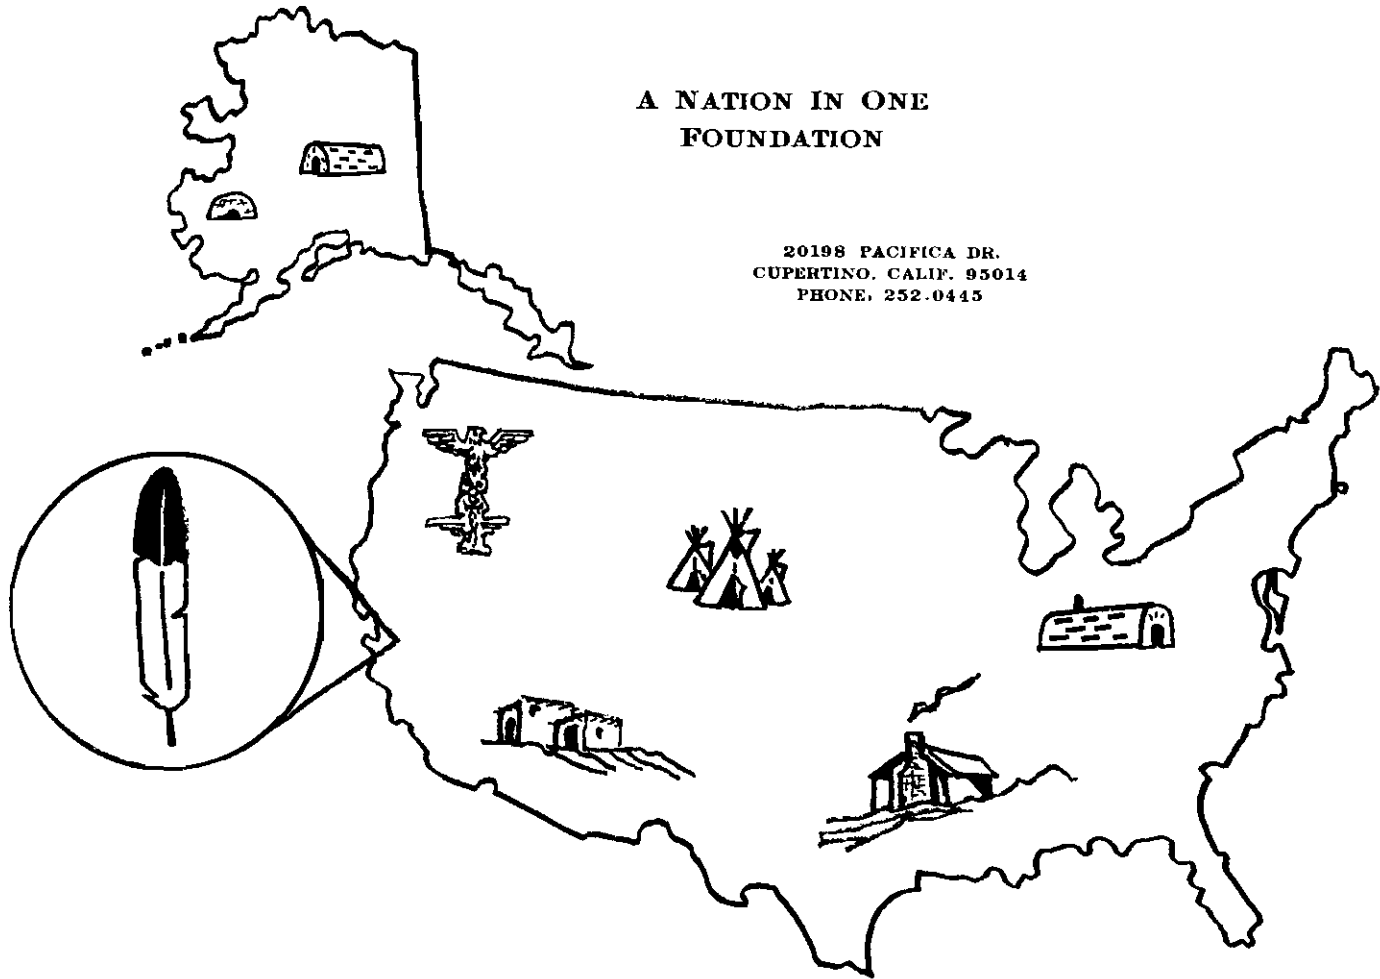 A NATION IN ONE
FOUNDATION
20198 PACIFICA DR.
CUPERTINO, CALIF. 95014
PHONE: 252-0445